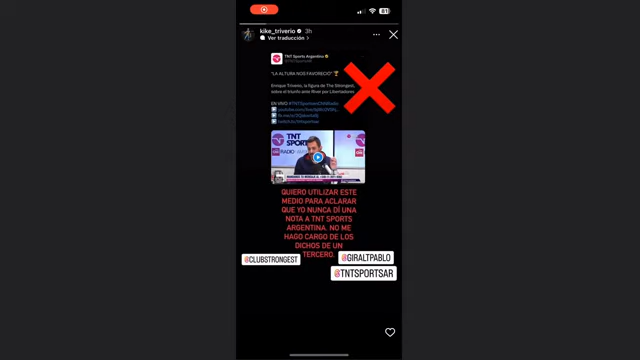 81
kike_triverio 3h
Ver traducción >
TNT Sports Argentina
"LA ALTURA NOS FAVORECIÓ"
Enrique Triverio, la figura de The Strongest,
sobre el triunfo ante River por Libertadores
EN VIVO
TNT
SPORTS
RADIO
QUIERO UTILIZAR ESTE
MEDIO PARA ACLARAR
QUE YO NUNCA DÍ UNA
NOTA A TNT SPORTS
ARGENTINA. NO ME
HAGO CARGO DE LOS
DICHOS DE UN
TERCERO.
@CLUBSTRONGEST
@GIRALTPABLO
@TNTSPORTSAR